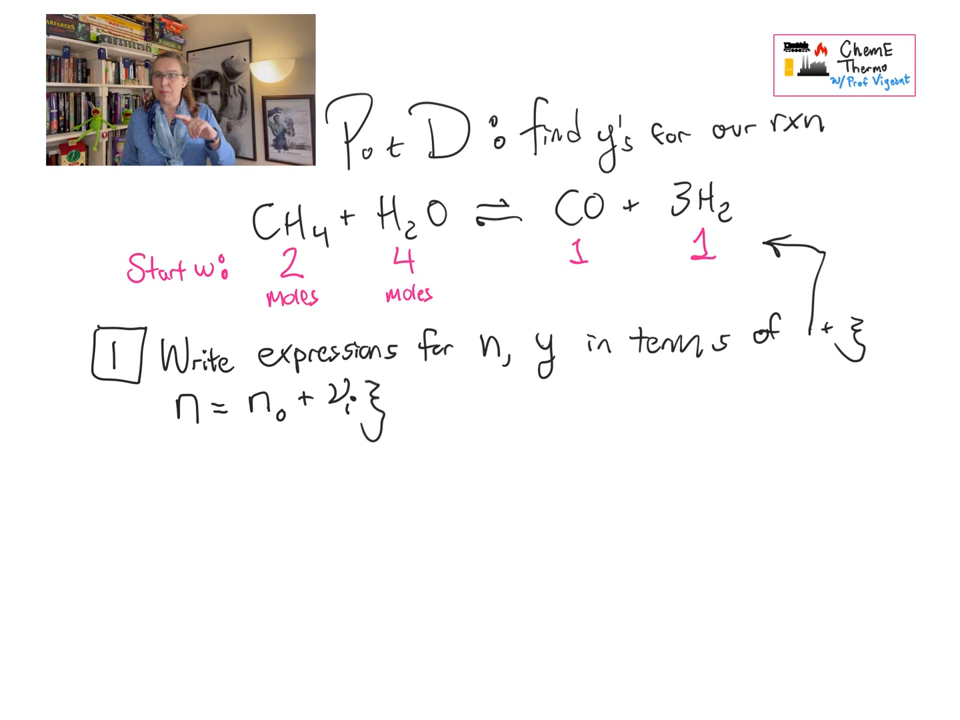 ChemE
Thermo
w/ Prof Vigeant
PotD: find y's for our rxn
CH₄ + H₂O ⇌ CO + 3H₂
Start w: 2 4 1 1
moles moles
1 Write expressions for n, y in terms of ↑ + ξ
n = n₀ + νᵢ ξ